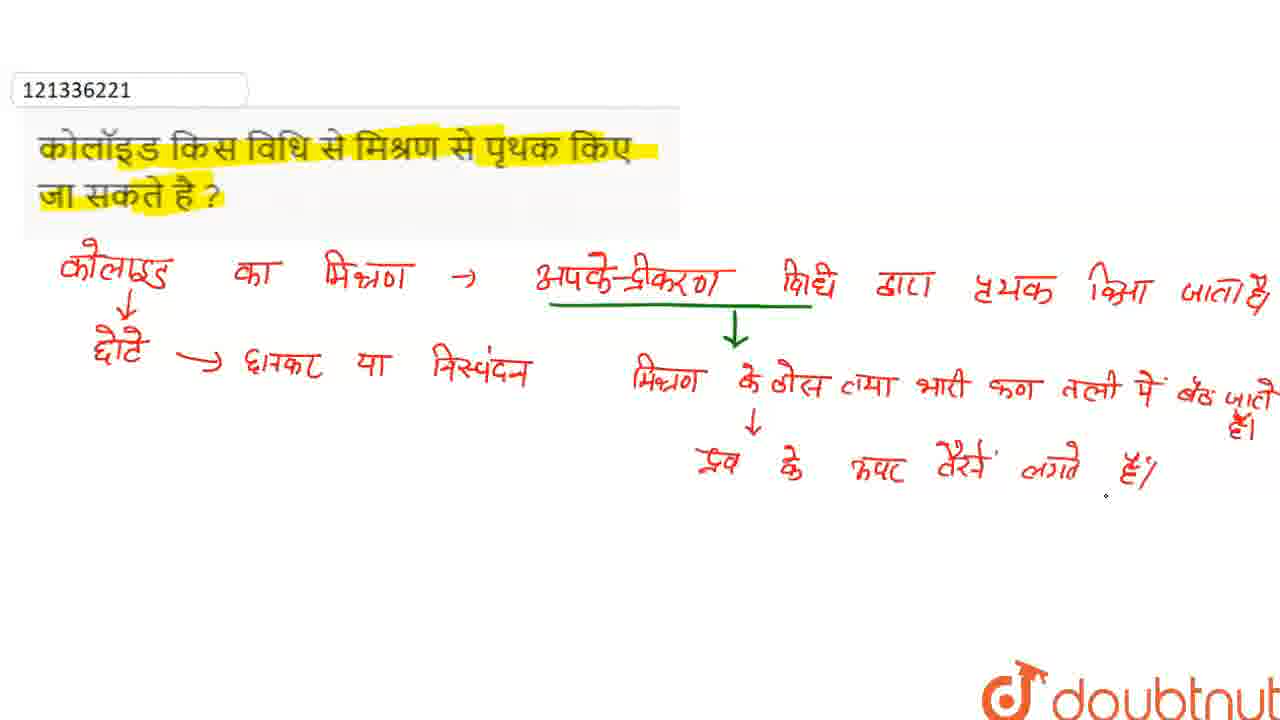 121336221
कोलॉइड किस विधि से मिश्रण से पृथक किए
जा सकते है ?
कोलाइड का मिश्रण → अपकेन्द्रीकरण विधि द्वारा पृथक किया जाता है।
↓
छोटे → छानकर या निस्यंदन
मिश्रण के ठोस तथा भारी कण तली में बैठ जाते
हैं।
द्रव के ऊपर तैरने लगते हैं।
doubtnut